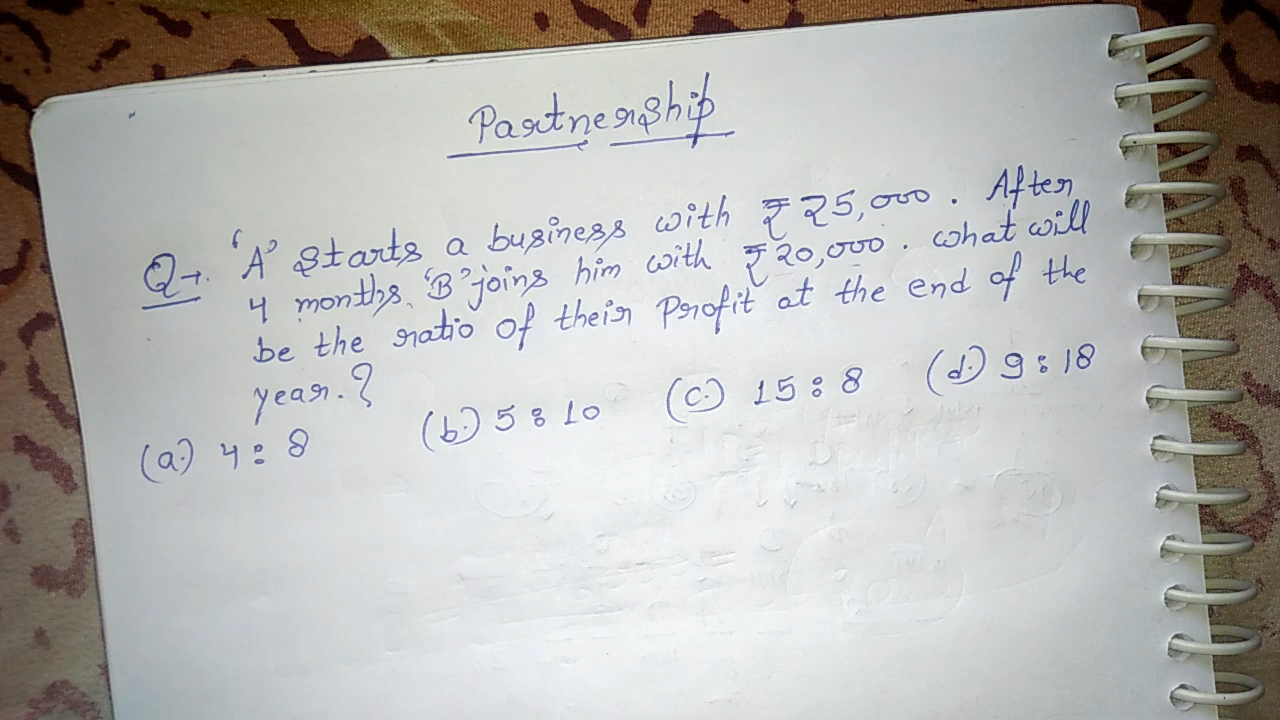 Partnership
Q→. 'A' starts a business with ₹ 25,000. After
4 months. 'B' joins him with ₹ 20,000. what will
be the ratio of their Profit at the end of the
year.?
(a.) 4 : 8 (b.) 5 : 10 (c.) 15 : 8 (d.) 9 : 18